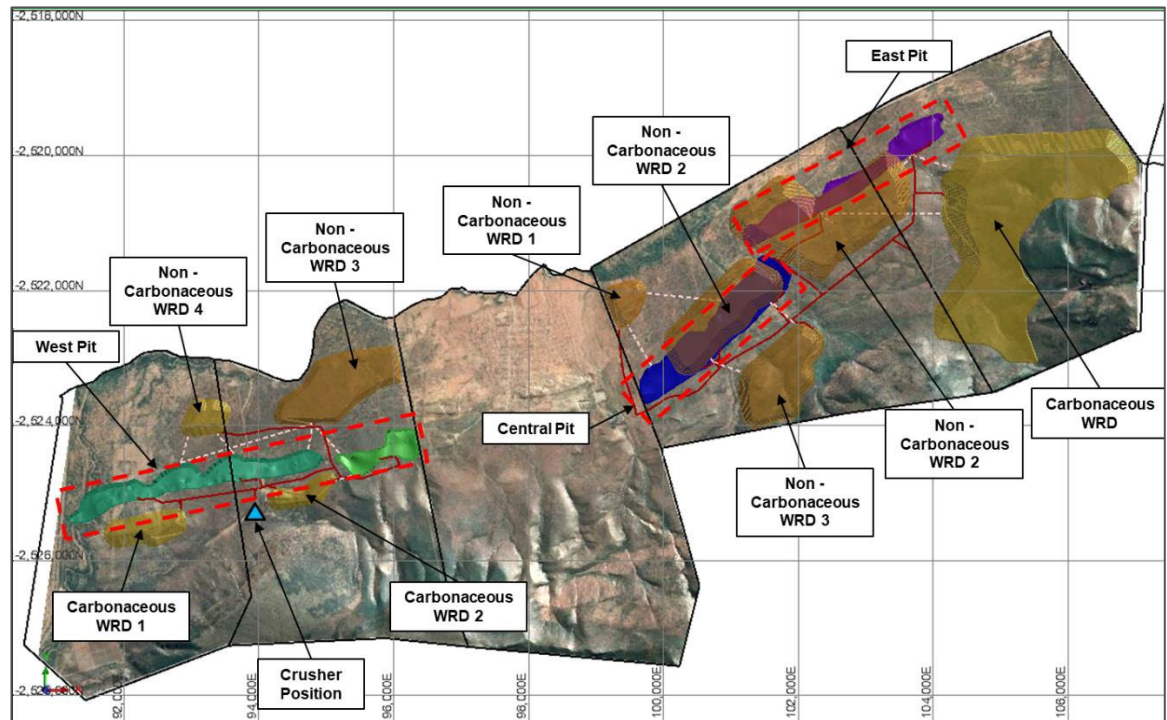 -2,518,000N
East Pit
Non -
Carbonaceous
WRD 2
-2,520,000N
Non -
Carbonaceous
WRD 1
Non -
Carbonaceous
WRD 3
Non -
Carbonaceous
WRD 4
-2,522,000N
West Pit
-2,524,000N
Central Pit
Non -
Carbonaceous
WRD 2
Carbonaceous
WRD
Non -
Carbonaceous
WRD 3
-2,526,000N
Carbonaceous
WRD 1
Carbonaceous
WRD 2
Crusher
Position
92,000E
94,000E
96,000E
98,000E
100,000E
102,000E
104,000E
106,000E